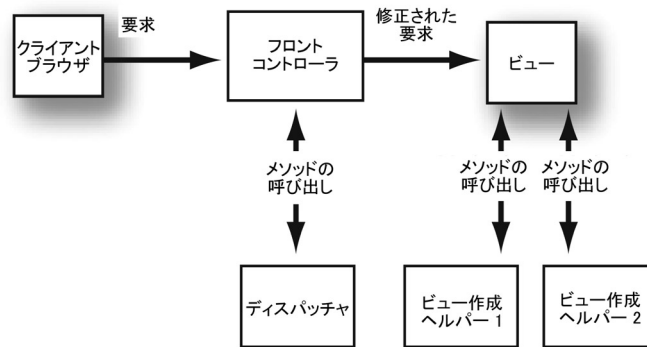 要求
クライアント
ブラウザ
フロント
コントローラ
修正された
要求
ビュー
メソッドの
呼び出し
メソッドの
呼び出し
メソッドの
呼び出し
ディスパッチャ
ビュー作成
ヘルパー 1
ビュー作成
ヘルパー 2